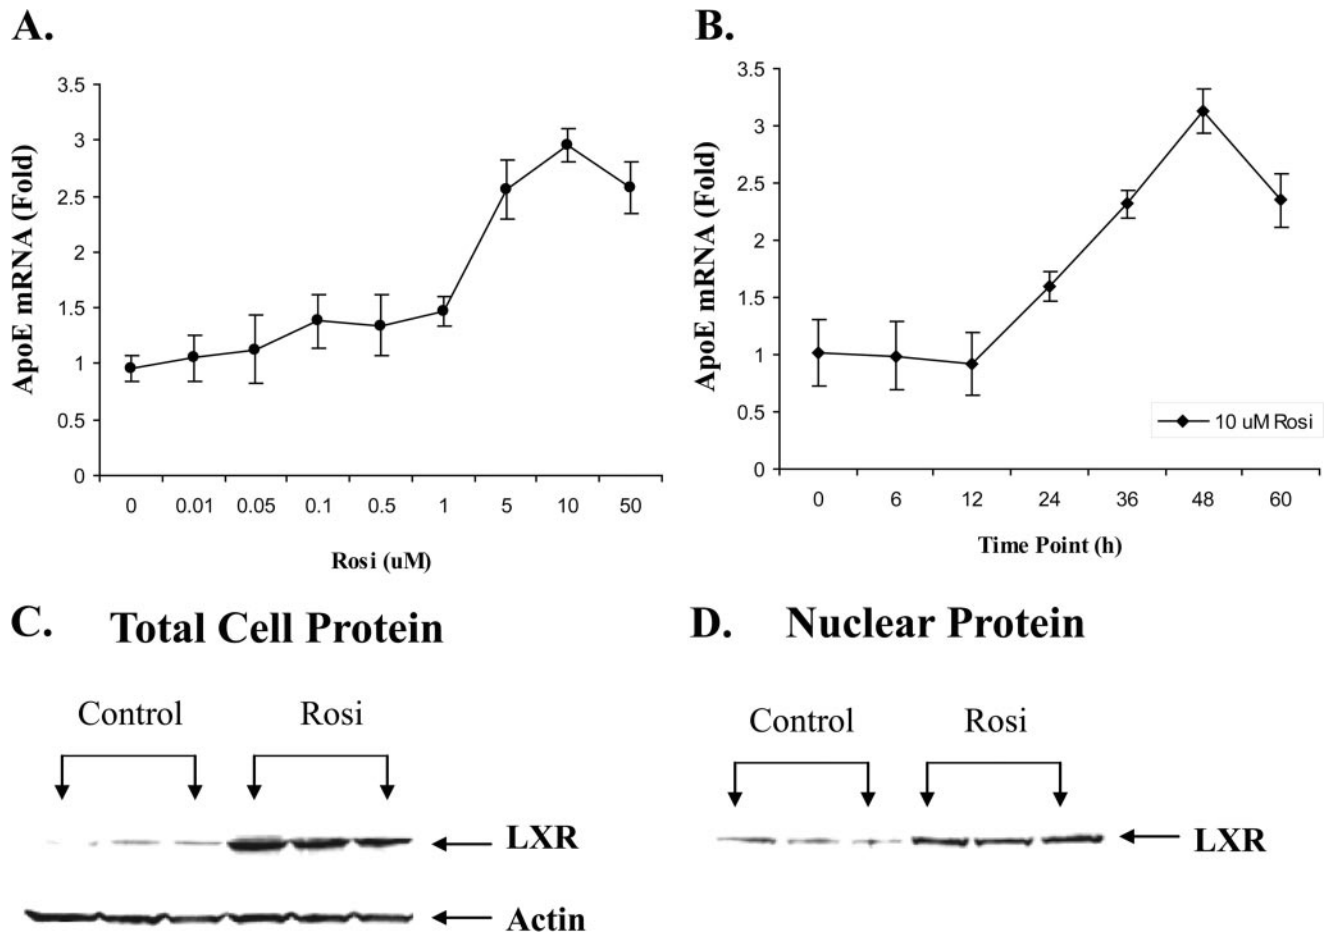 A.
ApoE mRNA (Fold)
3.5
3
2.5
2
1.5
1
0.5
0
0 0.01 0.05 0.1 0.5 1 5 10 50
Rosi (uM)
B.
ApoE mRNA (Fold)
3.5
3
2.5
2
1.5
1
0.5
0
0 6 12 24 36 48 60
Time Point (h)
10 uM Rosi
C. Total Cell Protein
Control Rosi
LXR
Actin
D. Nuclear Protein
Control Rosi
LXR